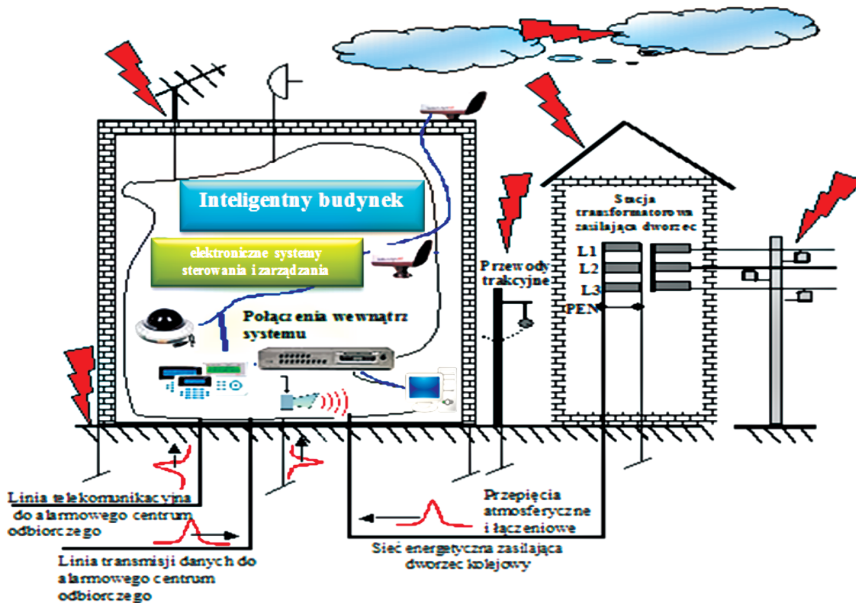 Inteligentny budynek
elektroniczne systemy
sterowania i zarządzania
Połączenia wewnątrz
systemu
Przewody
trakcyjne
Stacja
transformatorowa
zasilająca dworzec
L1
L2
L3
PEN
Linia telekomunikacyjna
do alarmowego centrum
odbiorczego
Linia transmisji danych do
alarmowego centrum
odbiorczego
Przepięcia
atmosferyczne
i łączeniowe
Sieć energetyczna zasilająca
dworzec kolejowy